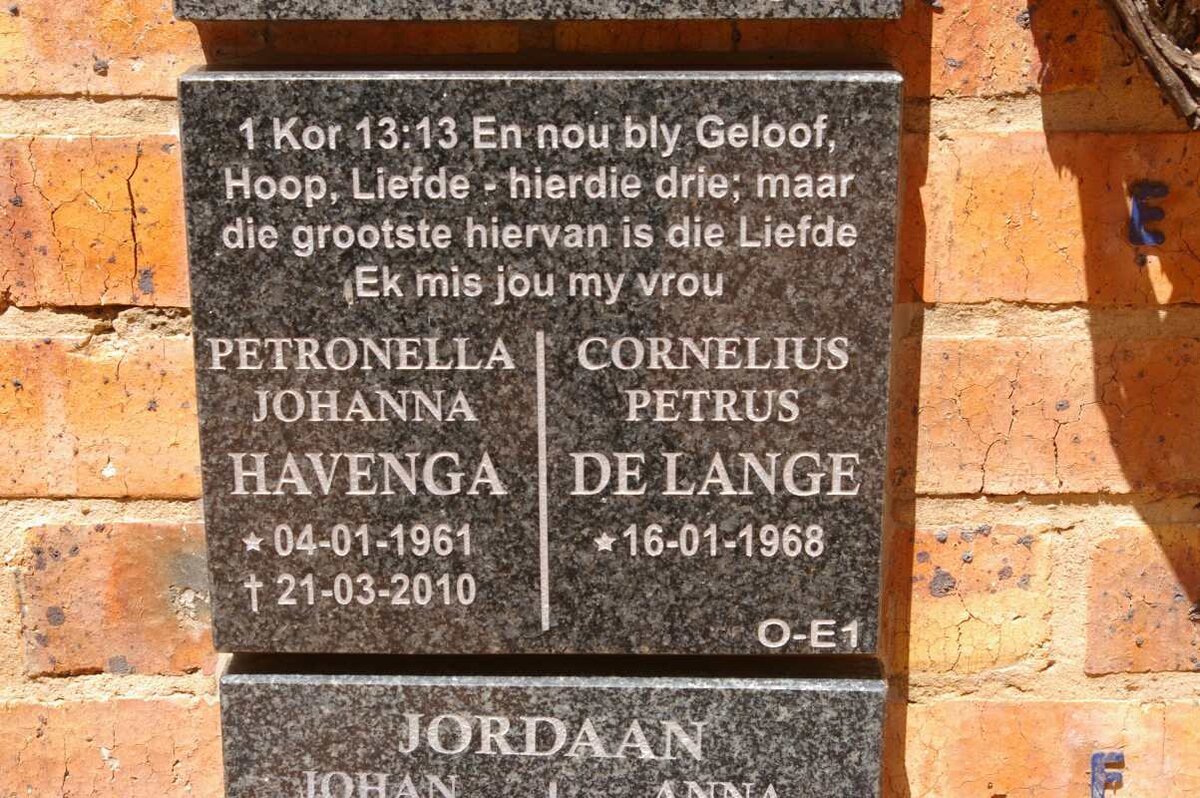 1 Kor 13:13 En nou bly Geloof,
Hoop, Liefde - hierdie drie; maar
die grootste hiervan is die Liefde
Ek mis jou my vrou
PETRONELLA
JOHANNA
HAVENGA
★ 04-01-1961
† 21-03-2010
CORNELIUS
PETRUS
DE LANGE
★ 16-01-1968
O-E1
E
JORDAAN
JOHAN
ANNA
F